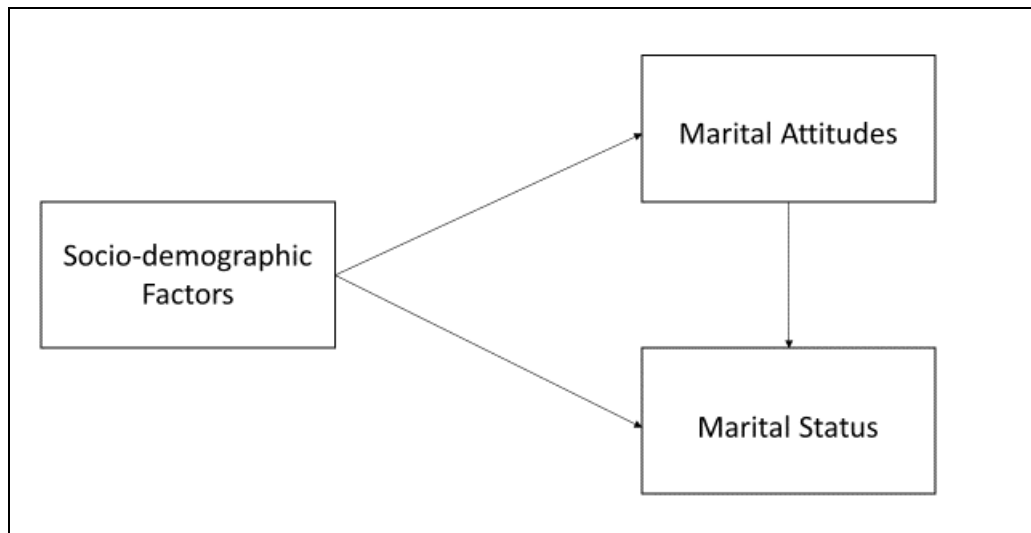 Marital Attitudes
Socio-demographic
Factors
Marital Status